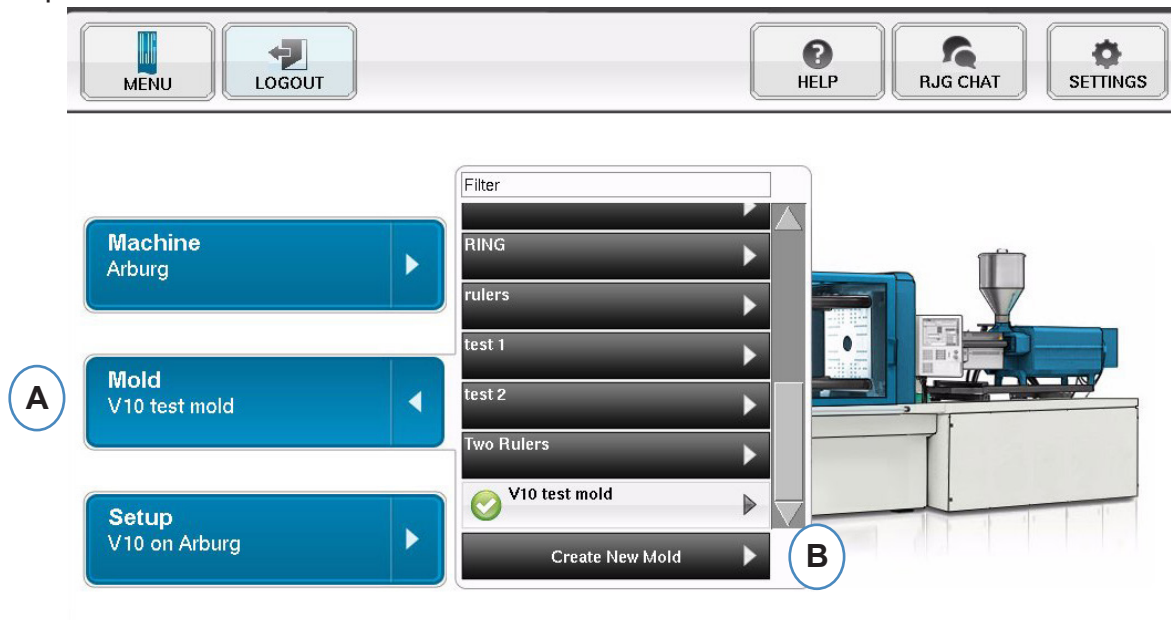 MENU
LOGOUT
HELP
RJG CHAT
SETTINGS
Filter
Machine
Arburg
RING
rulers
test 1
A
Mold
V10 test mold
test 2
Two Rulers
V10 test mold
Setup
V10 on Arburg
Create New Mold
B